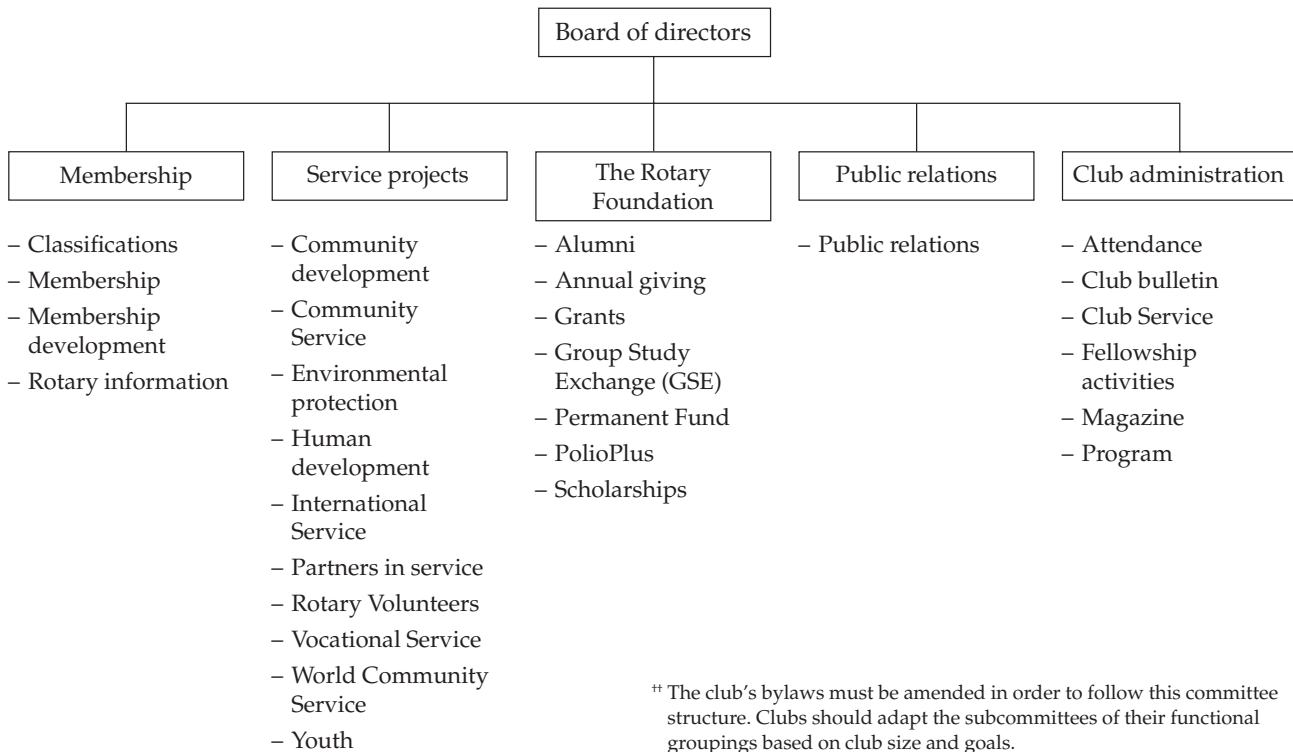 Board of directors
Membership
Service projects
The Rotary
Foundation
Public relations
Club administration
– Classifications
– Membership
– Membership
development
– Rotary information
– Community
development
– Community
Service
– Environmental
protection
– Human
development
– International
Service
– Partners in service
– Rotary Volunteers
– Vocational Service
– World Community
Service
– Youth
– Alumni
– Annual giving
– Grants
– Group Study
Exchange (GSE)
– Permanent Fund
– PolioPlus
– Scholarships
– Public relations
– Attendance
– Club bulletin
– Club Service
– Fellowship
activities
– Magazine
– Program
†† The club’s bylaws must be amended in order to follow this committee
structure. Clubs should adapt the subcommittees of their functional
groupings based on club size and goals.